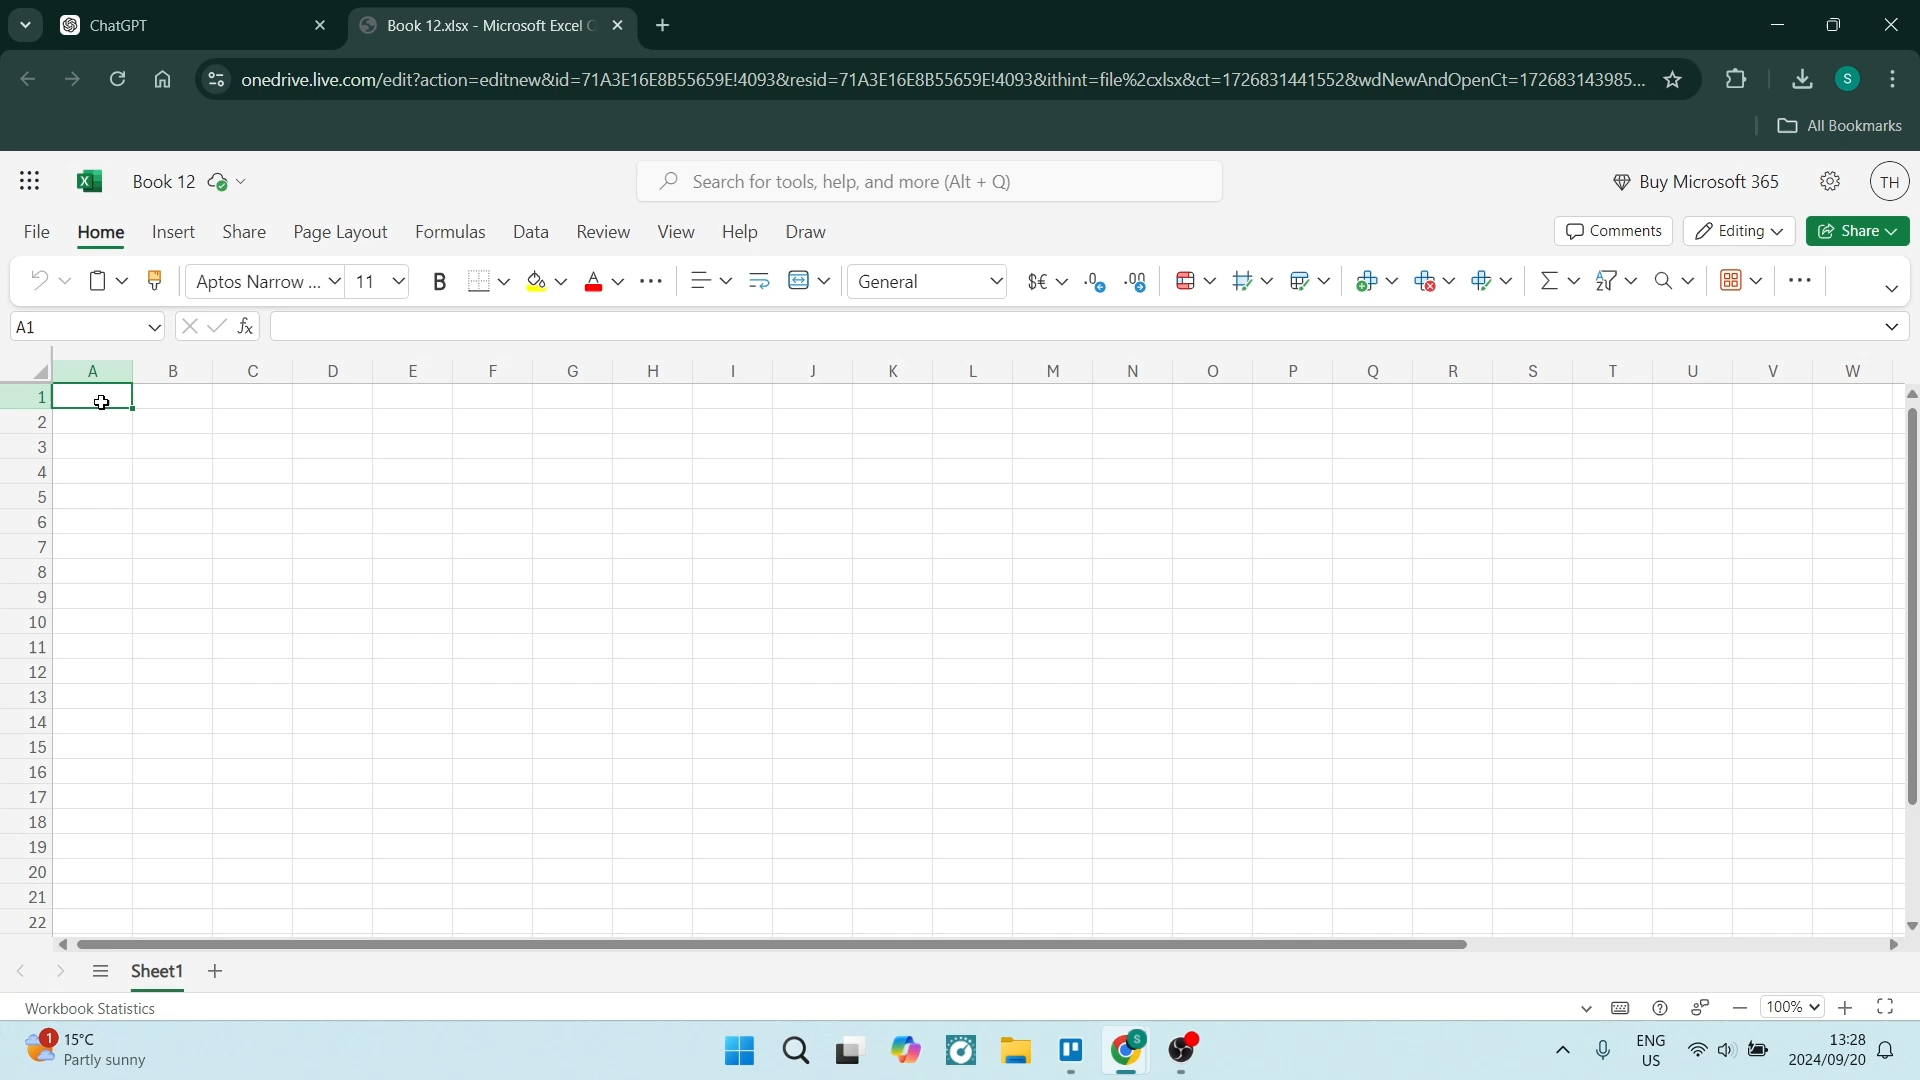 ChatGPT
Book 12.xlsx - Microsoft Excel
onedrive.live.com/edit?action=editnew&id=71A3E16E8B55659E!4093&resid=71A3E16E8B55659E!4093&ithint=file%2cxlsx&ct=1726831441552&wdNewAndOpenCt=172683143985...
S
All Bookmarks
Book 12
Search for tools, help, and more (Alt + Q)
Buy Microsoft 365
TH
File Home Insert Share Page Layout Formulas Data Review View Help Draw
Comments Editing Share
Aptos Narrow ... 11 B A General $€ .0 .00
A1 fx
A B C D E F G H I J K L M N O P Q R S T U V W
1
2
3
4
5
6
7
8
9
10
11
12
13
14
15
16
17
18
19
20
21
22
Sheet1
Workbook Statistics
100%
1
15°C
Partly sunny
S
ENG
US
13:28
2024/09/20